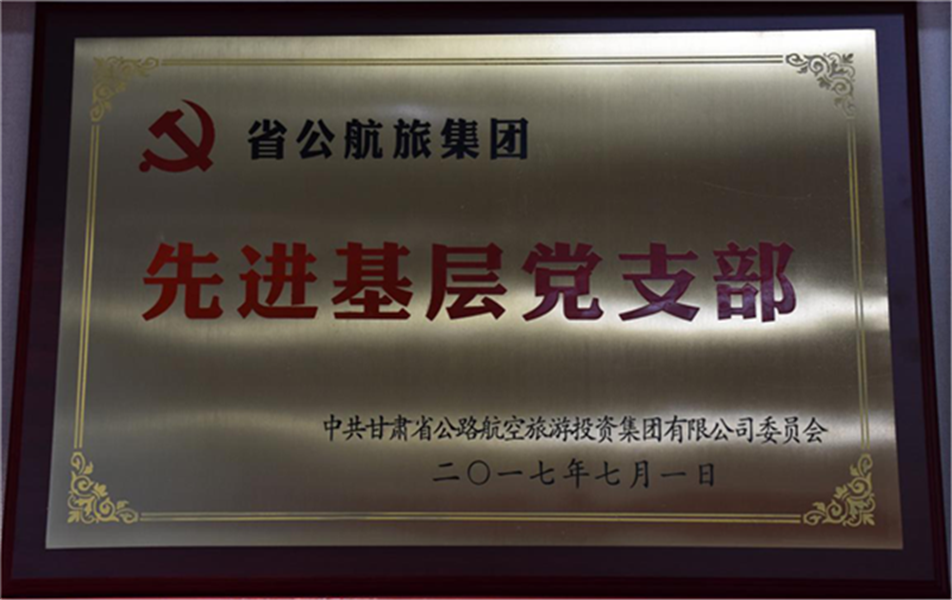 省公航旅集团
先进基层党支部
中共甘肃省公路航空旅游投资集团有限公司委员会
二〇一七年七月一日